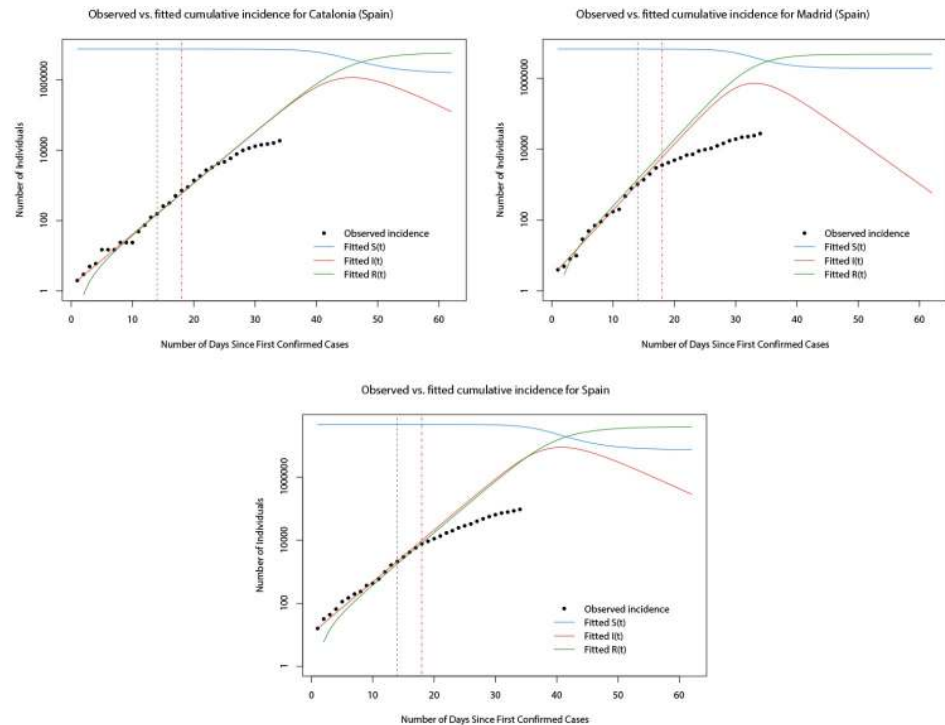 Observed vs. fitted cumulative incidence for Catalonia (Spain)
Number of Individuals
1000000
10000
100
1
Observed incidence
Fitted S(t)
Fitted I(t)
Fitted R(t)
0 10 20 30 40 50 60
Number of Days Since First Confirmed Cases
Observed vs. fitted cumulative incidence for Madrid (Spain)
Number of Individuals
1000000
10000
100
1
Observed incidence
Fitted S(t)
Fitted I(t)
Fitted R(t)
0 10 20 30 40 50 60
Number of Days Since First Confirmed Cases
Observed vs. fitted cumulative incidence for Spain
Number of Individuals
1000000
10000
100
1
Observed incidence
Fitted S(t)
Fitted I(t)
Fitted R(t)
0 10 20 30 40 50 60
Number of Days Since First Confirmed Cases